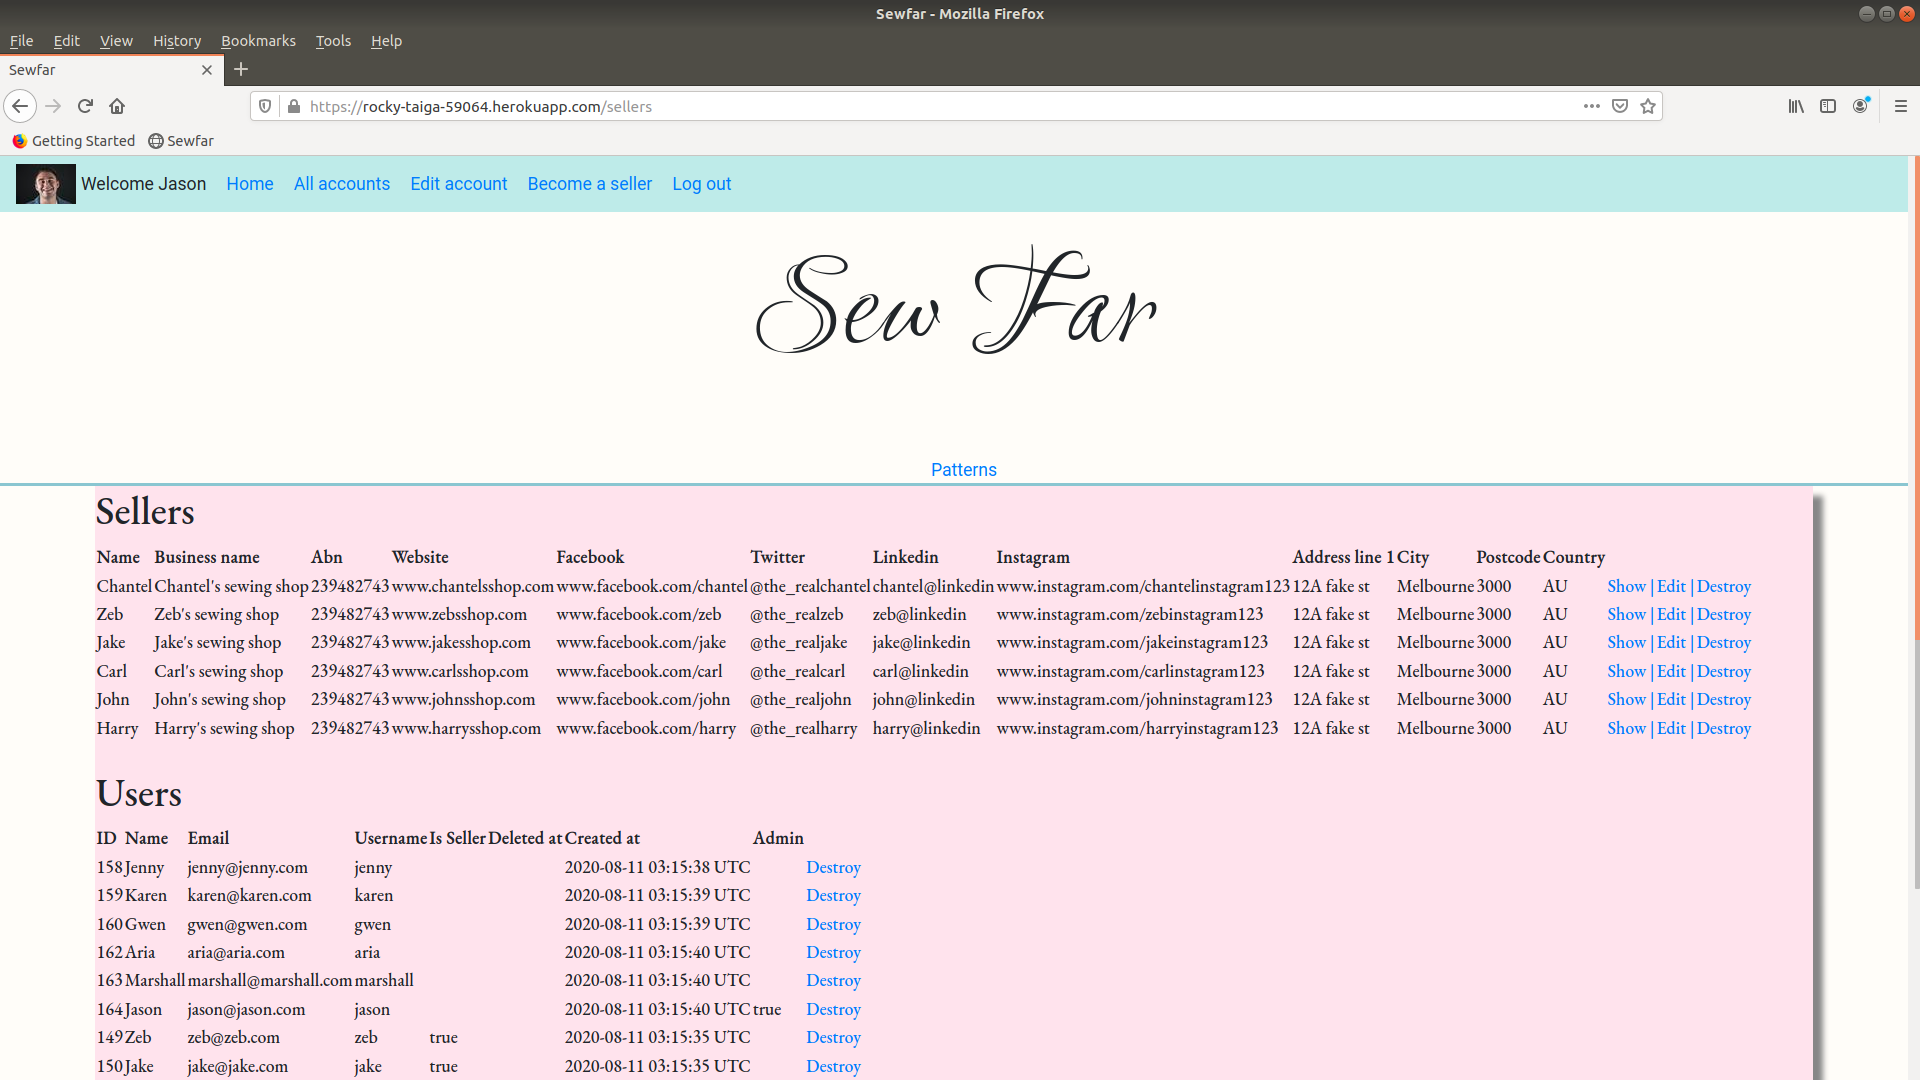 Sewfar - Mozilla Firefox
File Edit View History Bookmarks Tools Help
Sewfar
https://rocky-taiga-59064.herokuapp.com/sellers
Getting Started Sewfar
Welcome Jason Home All accounts Edit account Become a seller Log out
Sew Far
Patterns
Sellers
Name Business name Abn Website Facebook Twitter Linkedin Instagram Address line 1 City Postcode Country
Chantel Chantel's sewing shop 239482743 www.chantelsshop.com www.facebook.com/chantel @the_realchantel chantel@linkedin www.instagram.com/chantelinstagram123 12A fake st Melbourne 3000 AU Show | Edit | Destroy
Zeb Zeb's sewing shop 239482743 www.zebsshop.com www.facebook.com/zeb @the_realzeb zeb@linkedin www.instagram.com/zebinstagram123 12A fake st Melbourne 3000 AU Show | Edit | Destroy
Jake Jake's sewing shop 239482743 www.jakesshop.com www.facebook.com/jake @the_realjake jake@linkedin www.instagram.com/jakeinstagram123 12A fake st Melbourne 3000 AU Show | Edit | Destroy
Carl Carl's sewing shop 239482743 www.carlsshop.com www.facebook.com/carl @the_realcarl carl@linkedin www.instagram.com/carlinstagram123 12A fake st Melbourne 3000 AU Show | Edit | Destroy
John John's sewing shop 239482743 www.johnsshop.com www.facebook.com/john @the_realjohn john@linkedin www.instagram.com/johninstagram123 12A fake st Melbourne 3000 AU Show | Edit | Destroy
Harry Harry's sewing shop 239482743 www.harrysshop.com www.facebook.com/harry @the_realharry harry@linkedin www.instagram.com/harryinstagram123 12A fake st Melbourne 3000 AU Show | Edit | Destroy
Users
ID Name Email Username Is Seller Deleted at Created at Admin
158 Jenny jenny@jenny.com jenny 2020-08-11 03:15:38 UTC Destroy
159 Karen karen@karen.com karen 2020-08-11 03:15:39 UTC Destroy
160 Gwen gwen@gwen.com gwen 2020-08-11 03:15:39 UTC Destroy
162 Aria aria@aria.com aria 2020-08-11 03:15:40 UTC Destroy
163 Marshall marshall@marshall.com marshall 2020-08-11 03:15:40 UTC Destroy
164 Jason jason@jason.com jason 2020-08-11 03:15:40 UTC true Destroy
149 Zeb zeb@zeb.com zeb true 2020-08-11 03:15:35 UTC Destroy
150 Jake jake@jake.com jake true 2020-08-11 03:15:35 UTC Destroy